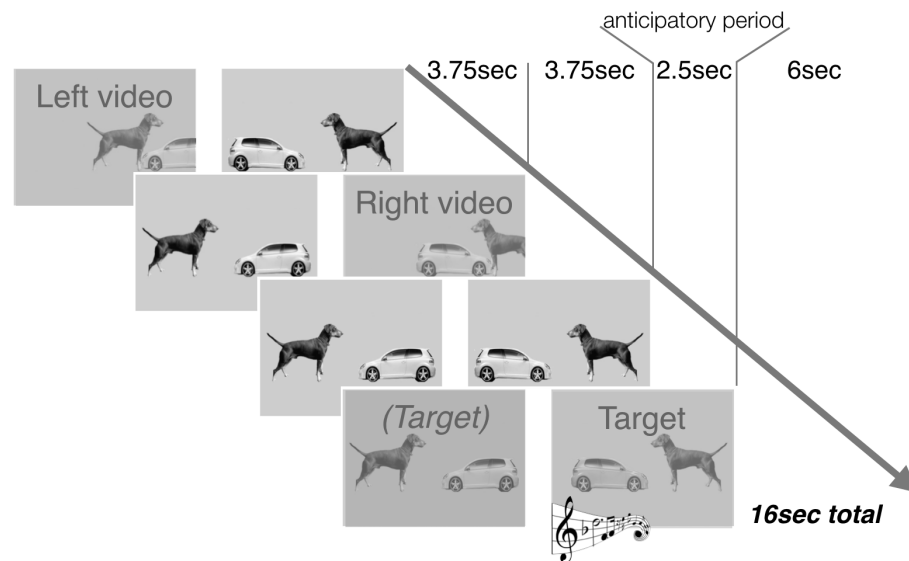 anticipatory period
3.75sec 3.75sec 2.5sec 6sec
Left video
Right video
(Target) Target
16sec total